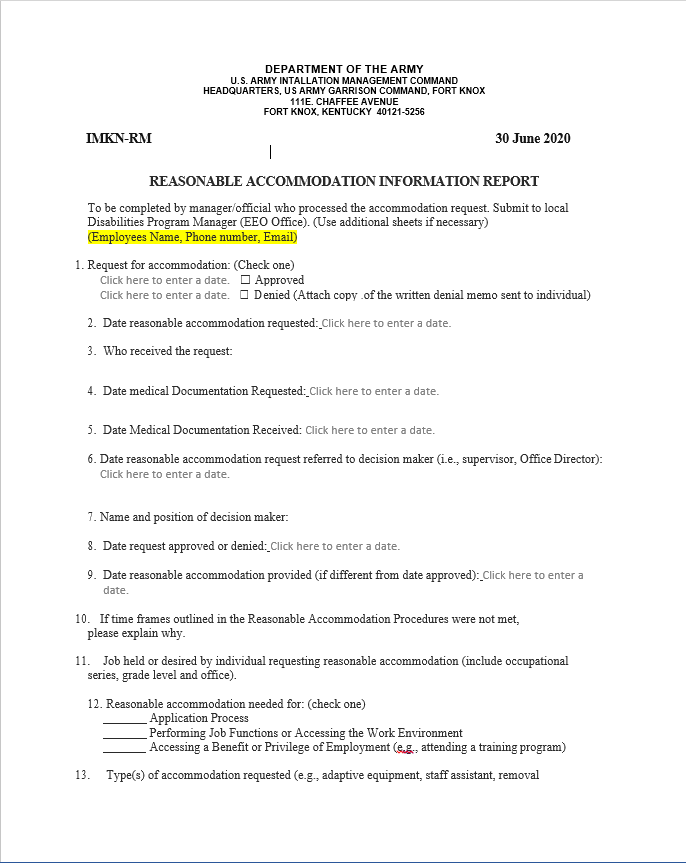 DEPARTMENT OF THE ARMY
U.S. ARMY INTALLATION MANAGEMENT COMMAND
HEADQUARTERS, US ARMY GARRISON COMMAND, FORT KNOX
111E. CHAFFEE AVENUE
FORT KNOX, KENTUCKY 40121-5256
IMKN-RM 30 June 2020
REASONABLE ACCOMMODATION INFORMATION REPORT
To be completed by manager/official who processed the accommodation request. Submit to local
Disabilities Program Manager (EEO Office). (Use additional sheets if necessary)
(Employees Name, Phone number, Email)
1. Request for accommodation: (Check one)
Click here to enter a date. ☐ Approved
Click here to enter a date. ☐ Denied (Attach copy .of the written denial memo sent to individual)
2. Date reasonable accommodation requested: Click here to enter a date.
3. Who received the request:
4. Date medical Documentation Requested: Click here to enter a date.
5. Date Medical Documentation Received: Click here to enter a date.
6. Date reasonable accommodation request referred to decision maker (i.e., supervisor, Office Director):
Click here to enter a date.
7. Name and position of decision maker:
8. Date request approved or denied: Click here to enter a date.
9. Date reasonable accommodation provided (if different from date approved): Click here to enter a
date.
10. If time frames outlined in the Reasonable Accommodation Procedures were not met,
please explain why.
11. Job held or desired by individual requesting reasonable accommodation (include occupational
series, grade level and office).
12. Reasonable accommodation needed for: (check one)
_______ Application Process
_______ Performing Job Functions or Accessing the Work Environment
_______ Accessing a Benefit or Privilege of Employment (e.g., attending a training program)
13. Type(s) of accommodation requested (e.g., adaptive equipment, staff assistant, removal